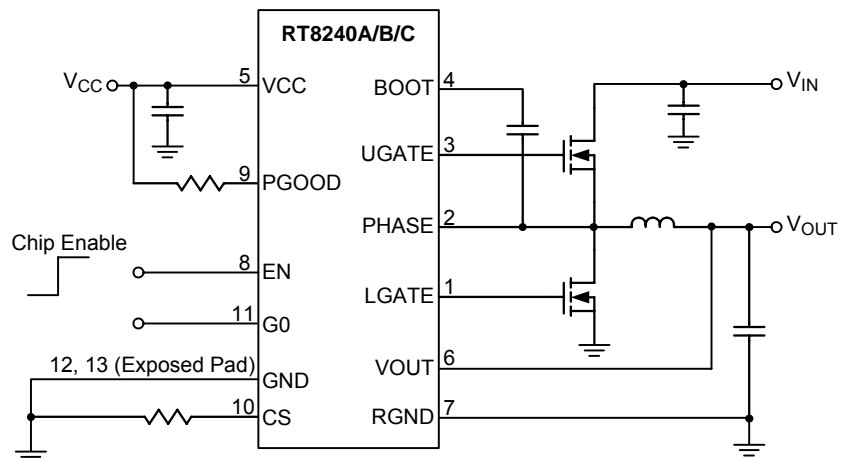 RT8240A/B/C
VCC 5 VCC
BOOT 4
VIN
UGATE 3
9 PGOOD
PHASE 2
VOUT
Chip Enable
8 EN
LGATE 1
11 G0
12, 13 (Exposed Pad) GND
VOUT 6
10 CS
RGND 7